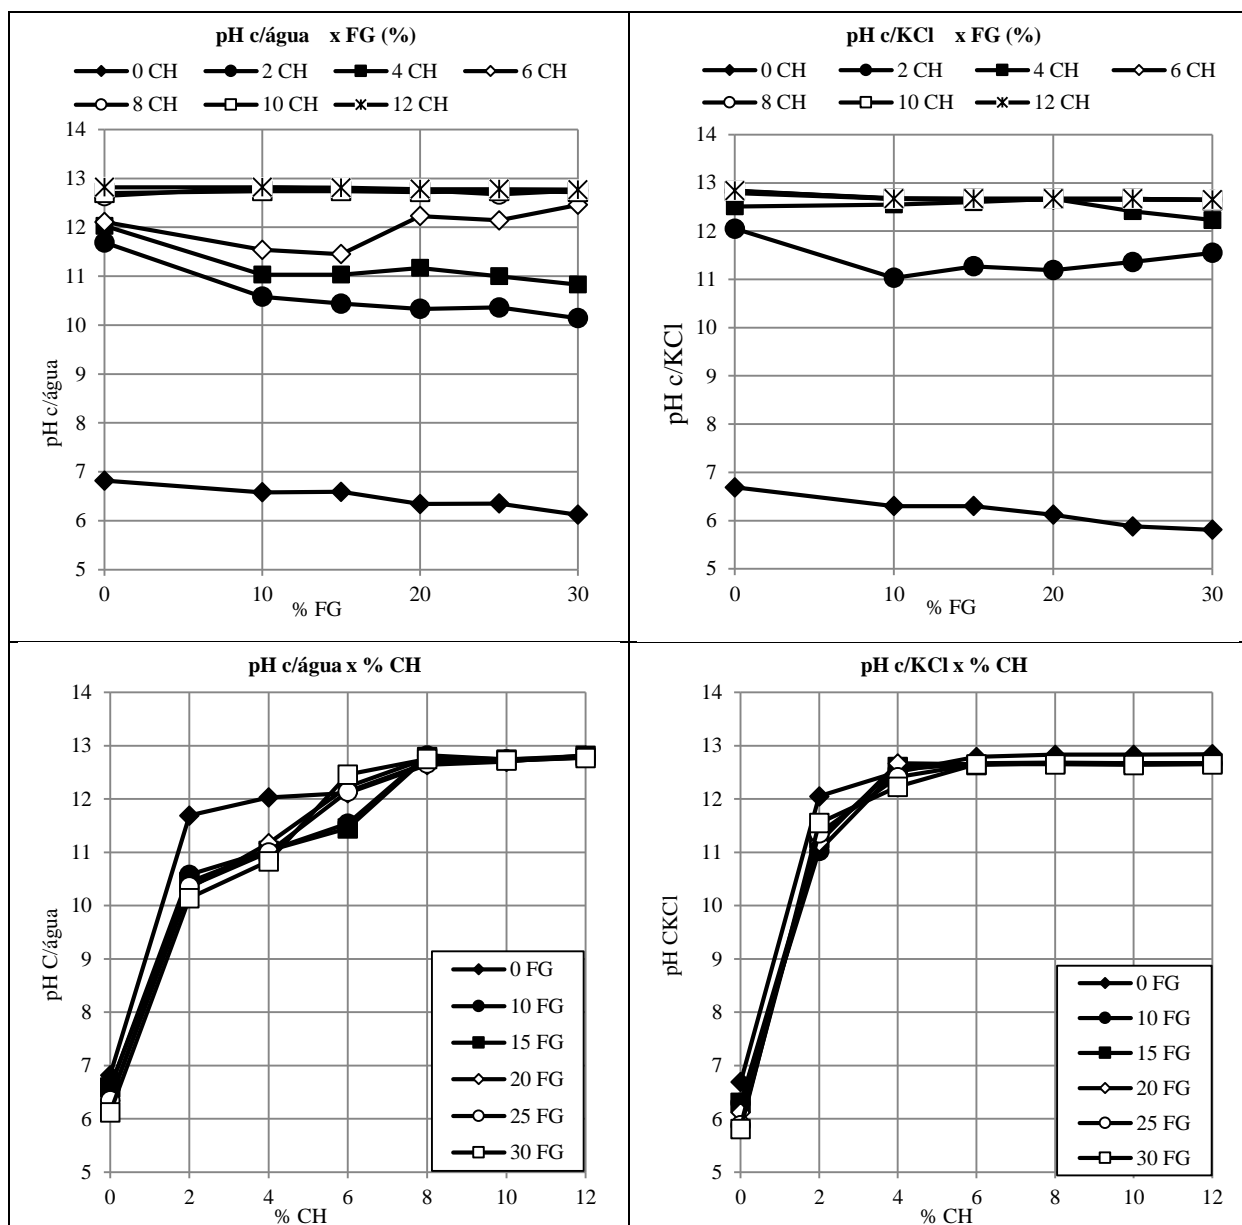 pH c/água x FG (%)
0 CH 2 CH 4 CH 6 CH
8 CH 10 CH 12 CH
14
13
12
11
10
9
8
7
6
5
pH c/água
0 10 20 30
% FG
pH c/KCl x FG (%)
0 CH 2 CH 4 CH 6 CH
8 CH 10 CH 12 CH
14
13
12
11
10
9
8
7
6
5
pH c/KCl
0 10 20 30
% FG
pH c/água x % CH
14
13
12
11
10
9
8
7
6
5
pH C/água
0 FG
10 FG
15 FG
20 FG
25 FG
30 FG
0 2 4 6 8 10 12
% CH
pH c/KCl x % CH
14
13
12
11
10
9
8
7
6
5
pH CKCl
0 FG
10 FG
15 FG
20 FG
25 FG
30 FG
0 2 4 6 8 10 12
% CH